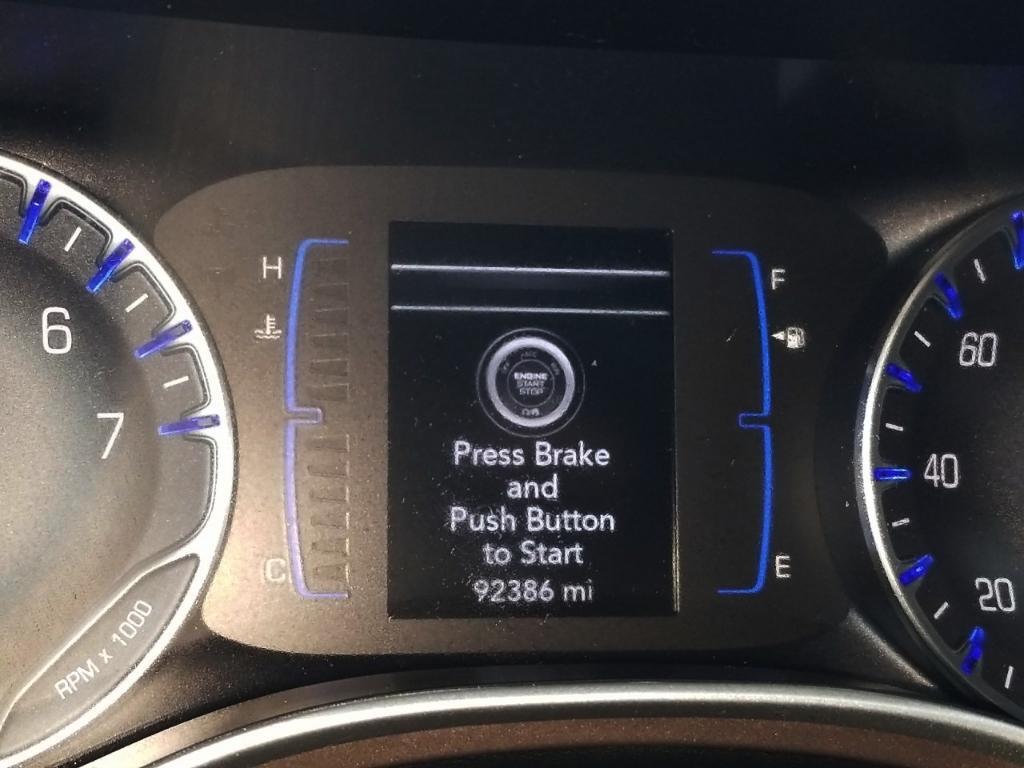 6
7
RPM x 1000
H
C
ENGINE
START
STOP
Press Brake
and
Push Button
to Start
92386 mi
F
E
60
40
20